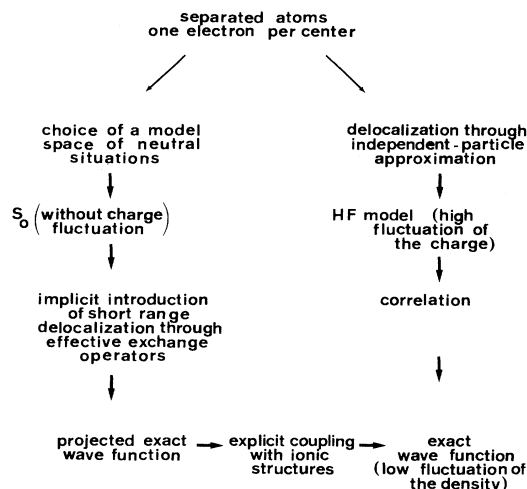 separated atoms
one electron per center
choice of a model
space of neutral
situations
S₀ (without charge
fluctuation)
implicit introduction
of short range
delocalization through
effective exchange
operators
projected exact
wave function
explicit coupling
with ionic
structures
delocalization through
independent-particle
approximation
HF model (high
fluctuation of
the charge)
correlation
exact
wave function
(low fluctuation of
the density)